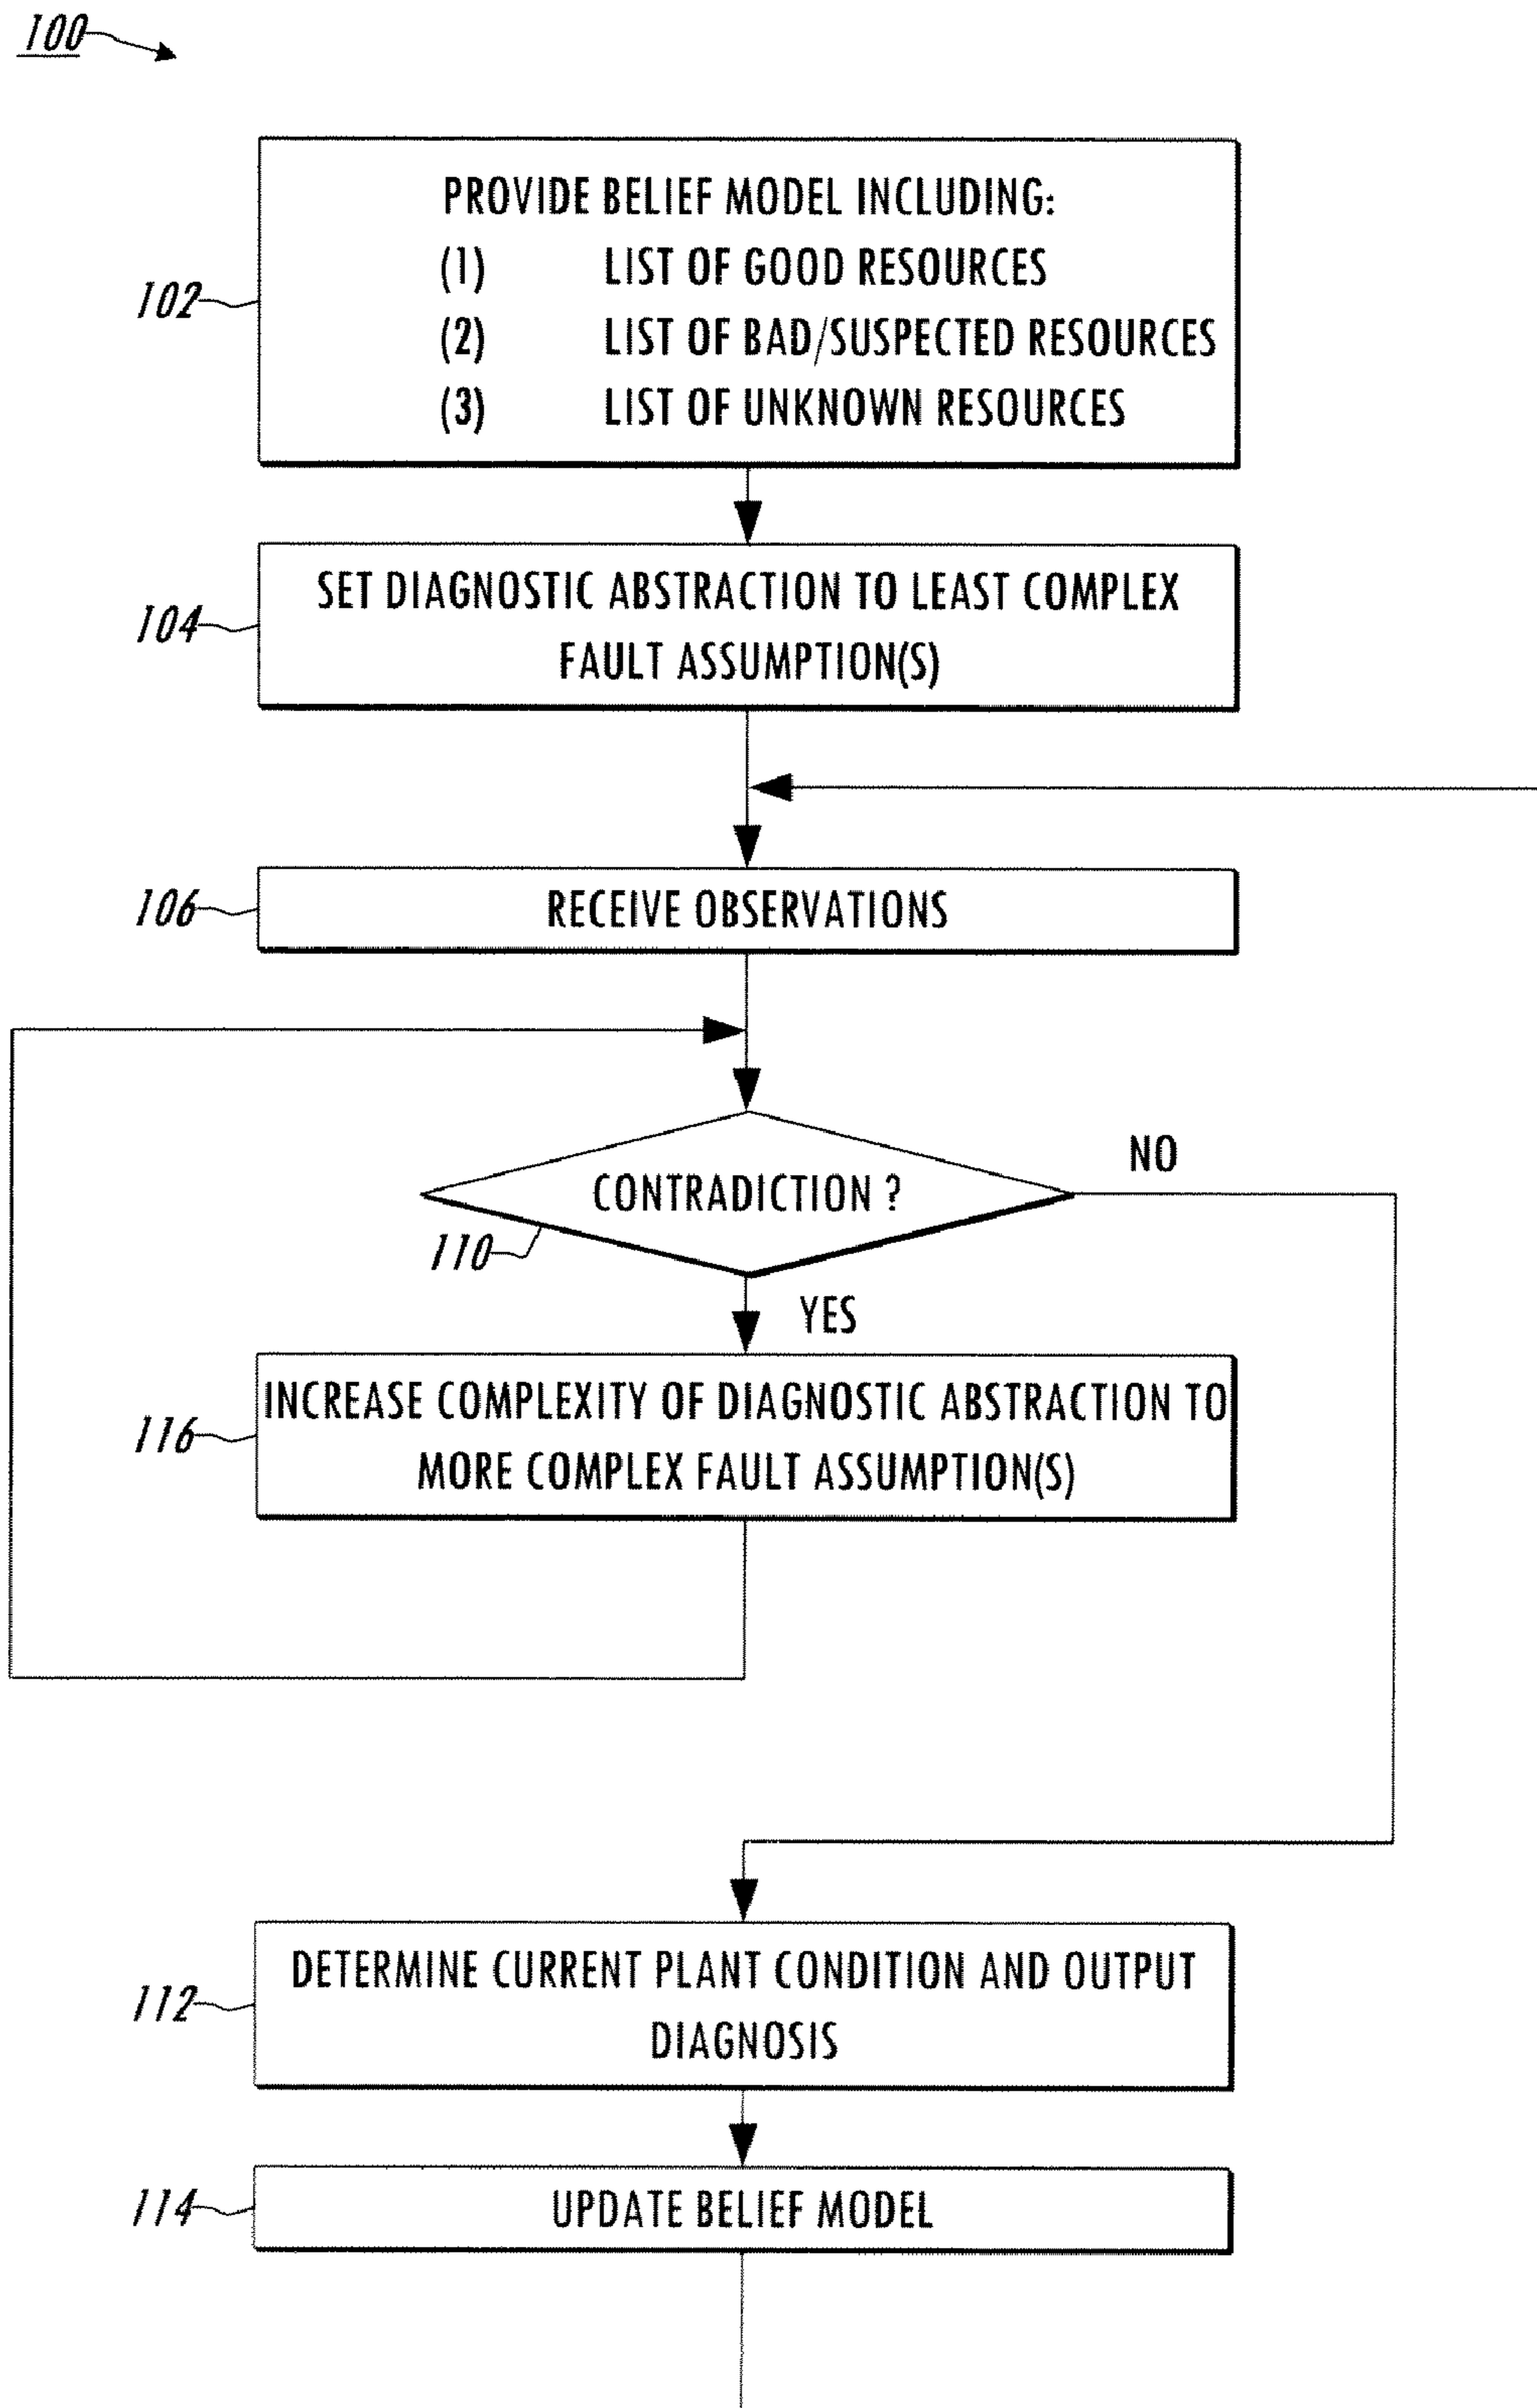 100
PROVIDE BELIEF MODEL INCLUDING:
(1) LIST OF GOOD RESOURCES
(2) LIST OF BAD/SUSPECTED RESOURCES
(3) LIST OF UNKNOWN RESOURCES
102
SET DIAGNOSTIC ABSTRACTION TO LEAST COMPLEX
FAULT ASSUMPTION(S)
104
RECEIVE OBSERVATIONS
106
CONTRADICTION ?
NO
110
YES
INCREASE COMPLEXITY OF DIAGNOSTIC ABSTRACTION TO
MORE COMPLEX FAULT ASSUMPTION(S)
116
DETERMINE CURRENT PLANT CONDITION AND OUTPUT
DIAGNOSIS
112
UPDATE BELIEF MODEL
114